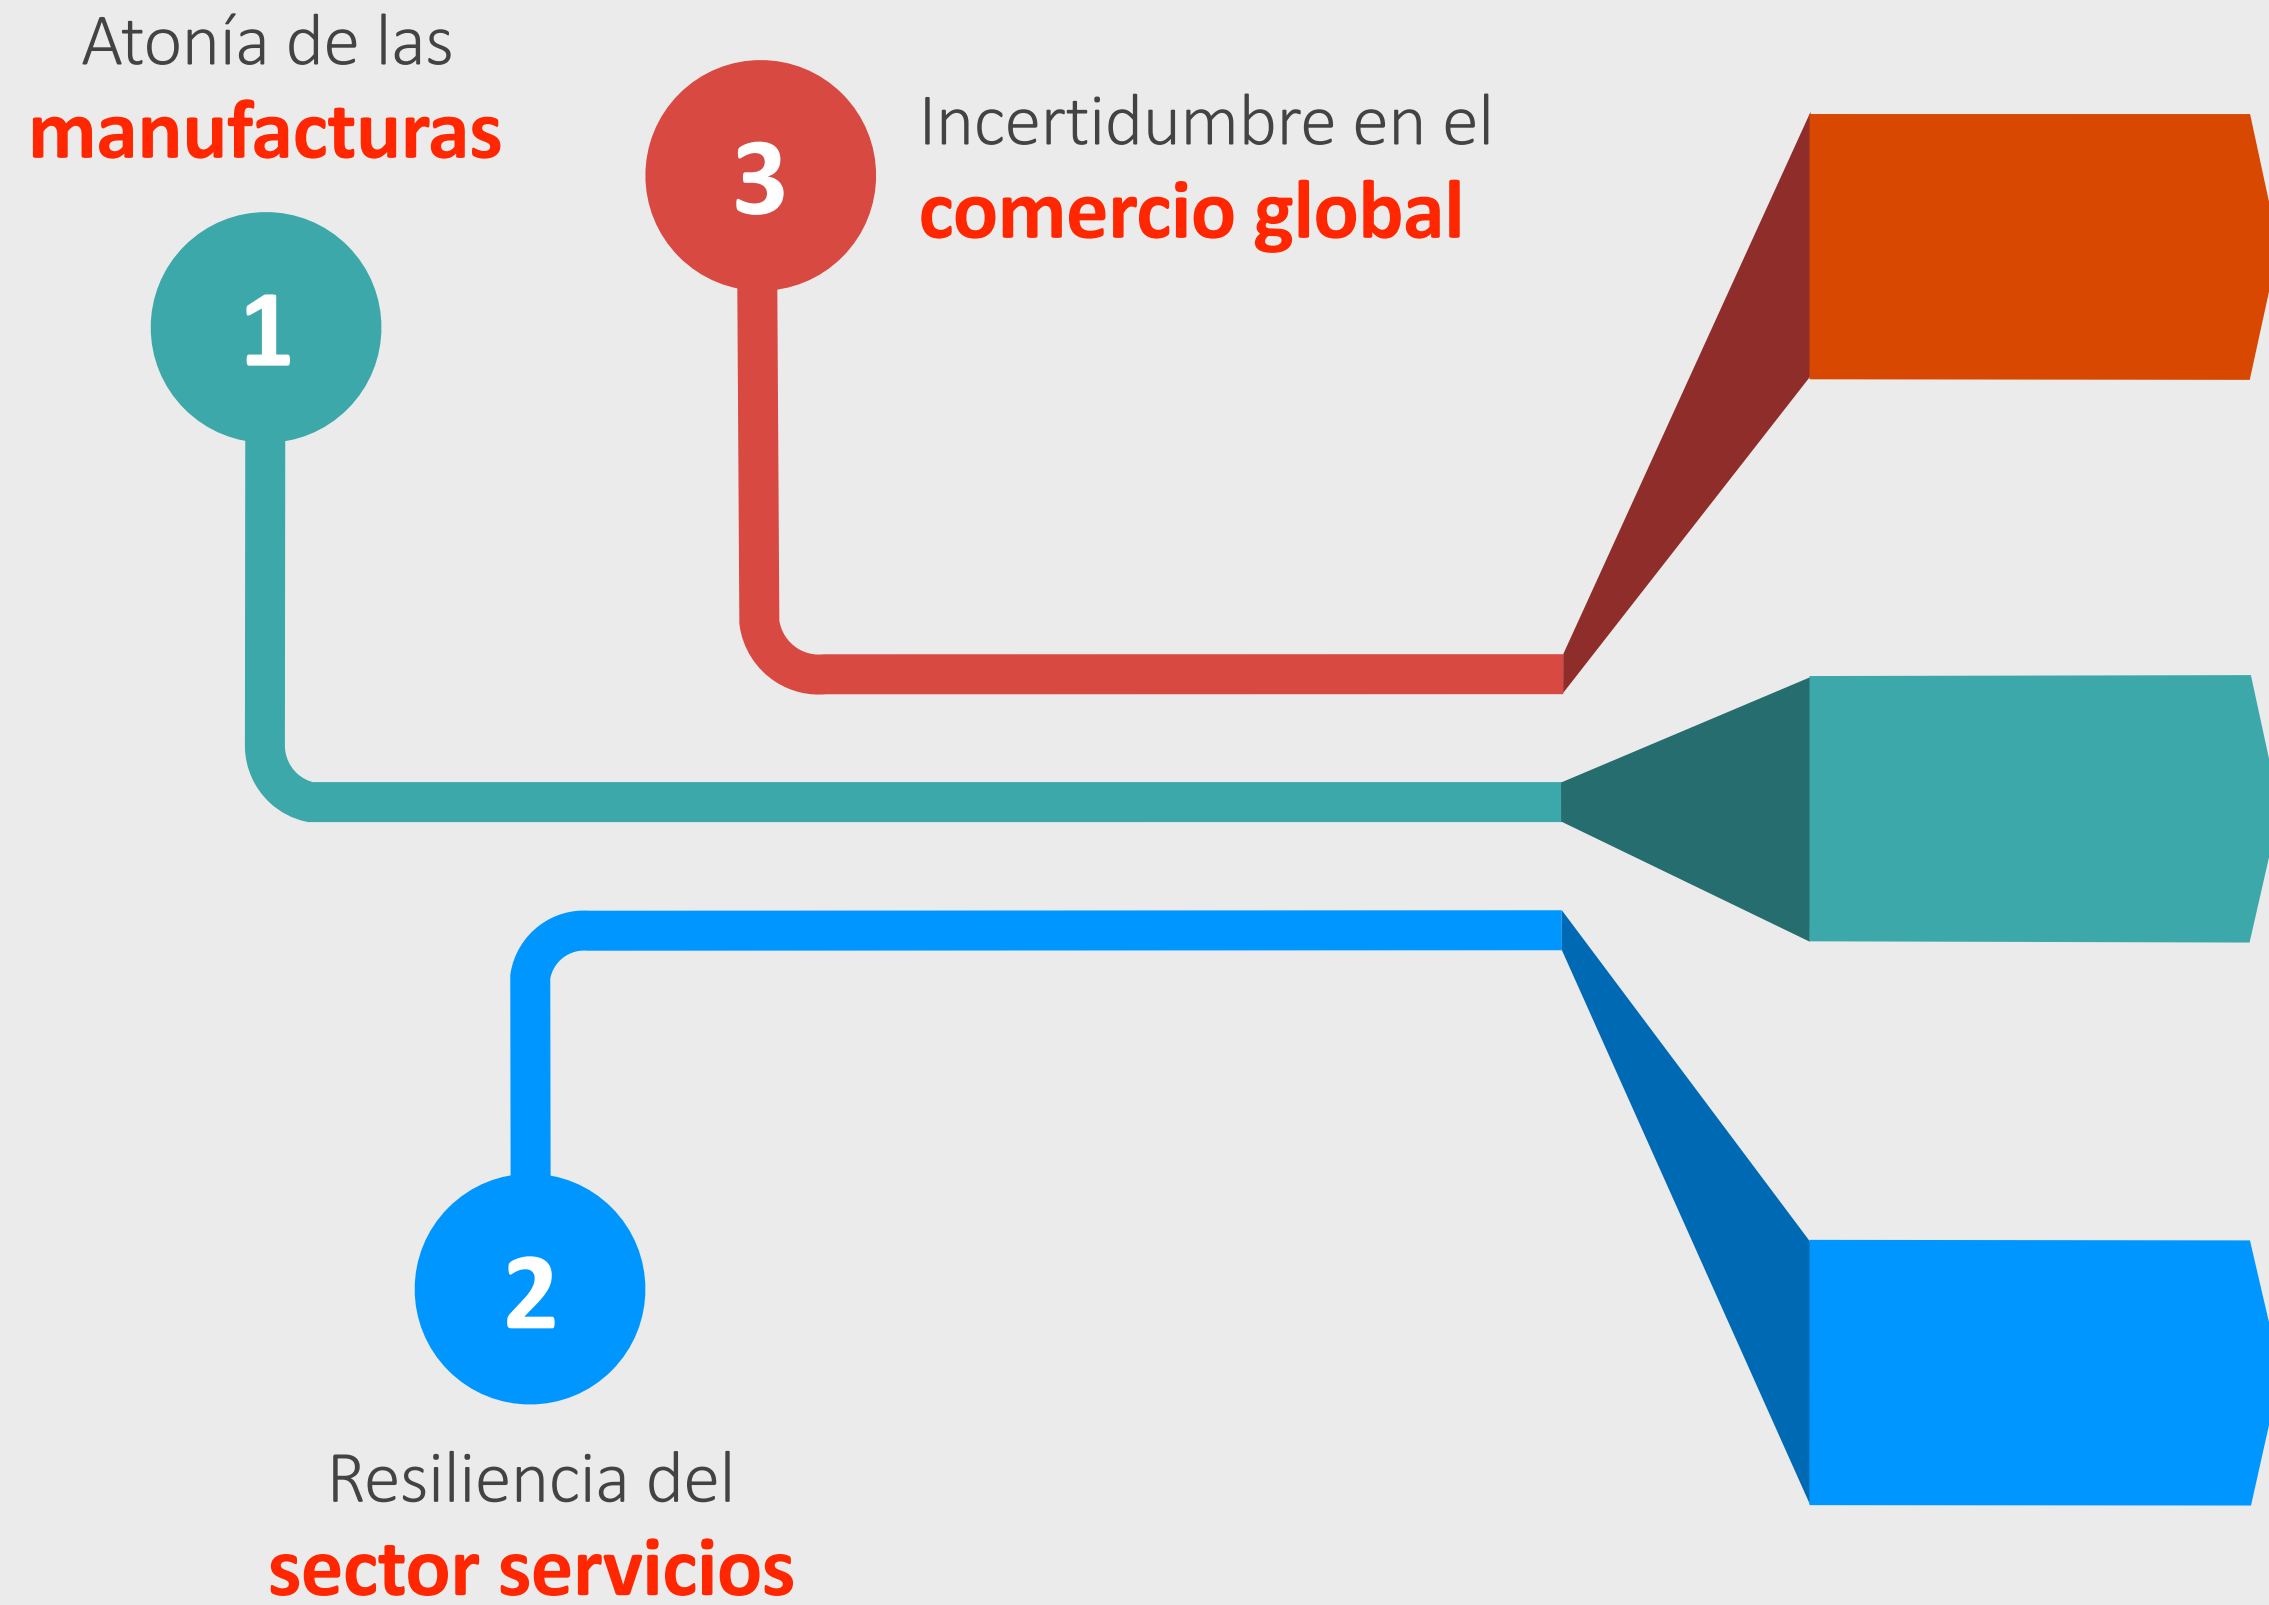 Atonía de las
manufacturas
1
3
Incertidumbre en el
comercio global
2
Resiliencia del
sector servicios